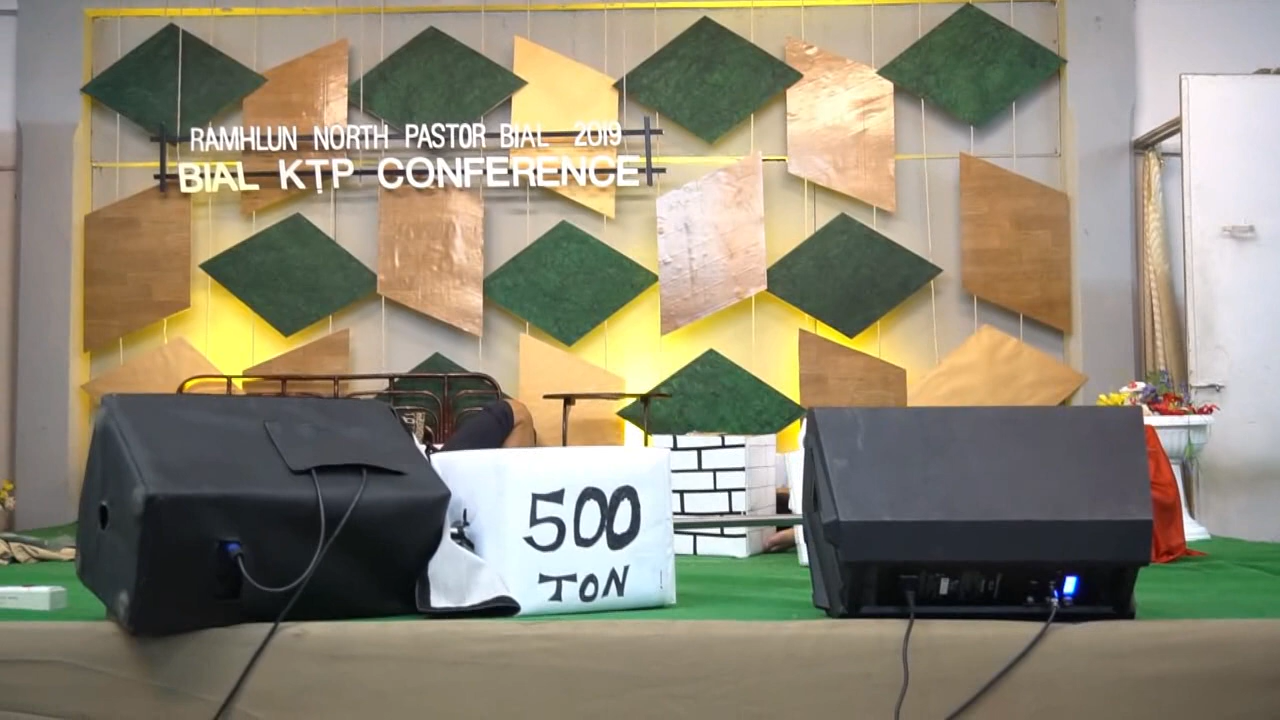 RAMHLUN NORTH PASTOR BIAL 2019
BIAL KṬP CONFERENCE
500
TON